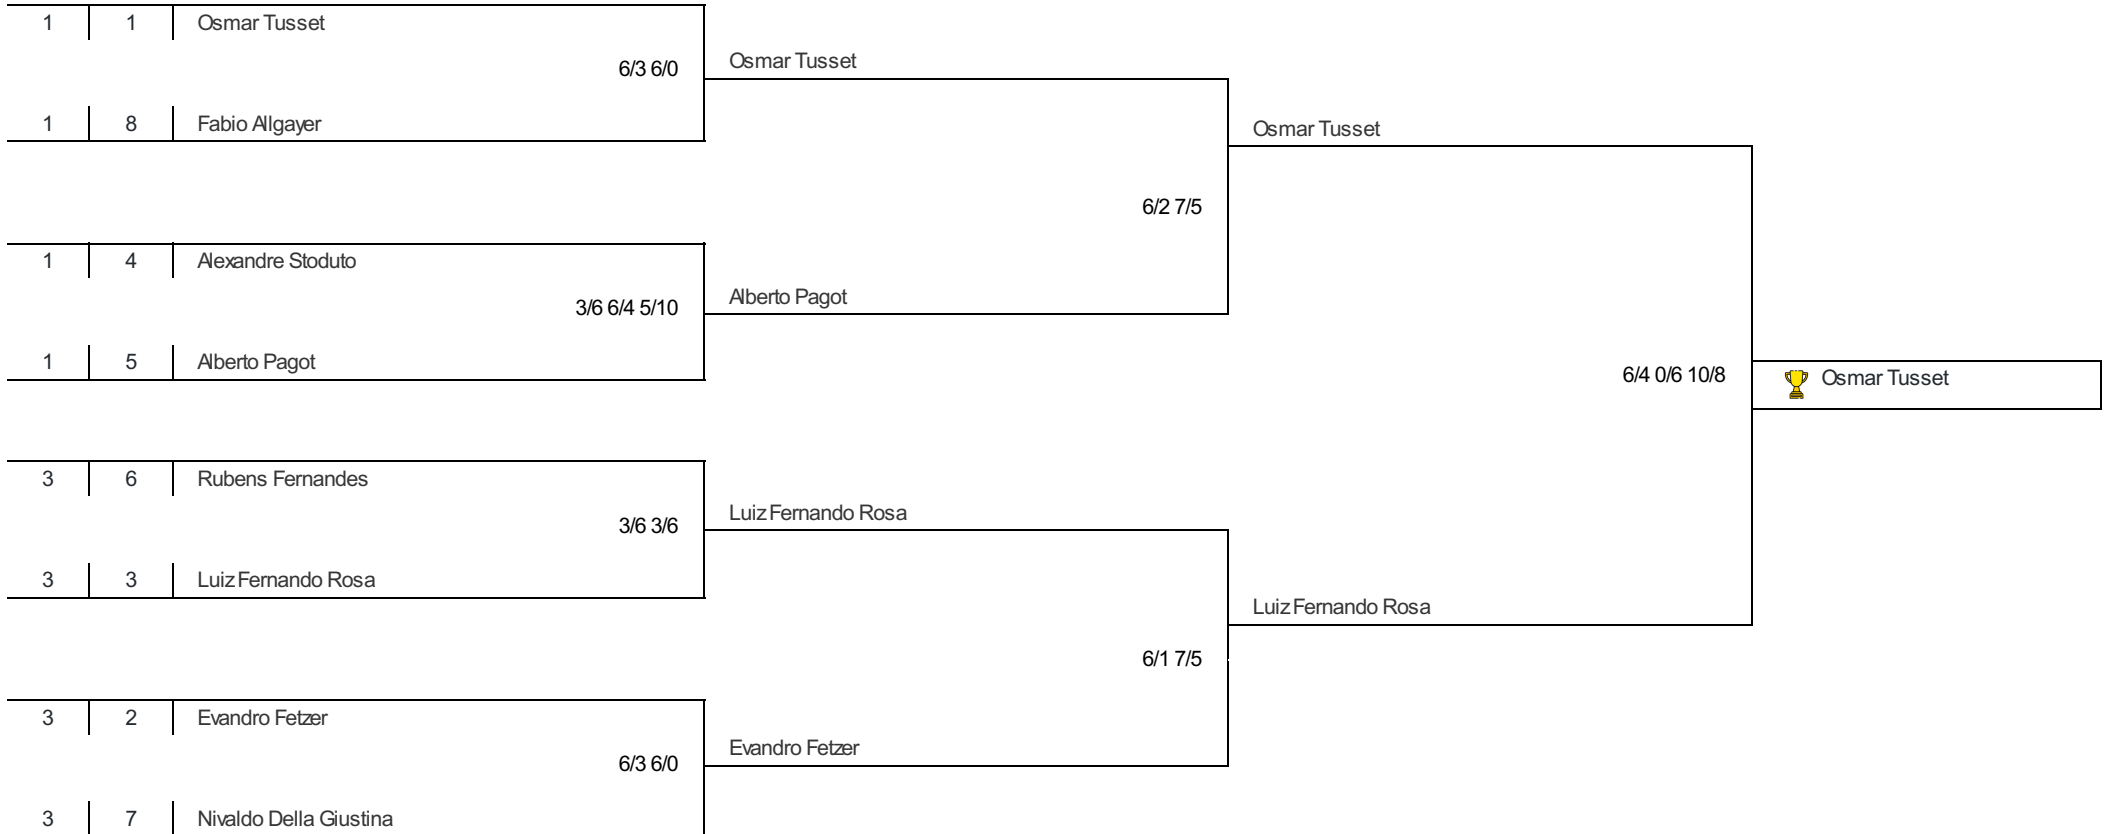 1 1 Osmar Tusset
6/3 6/0
Osmar Tusset
1 8 Fabio Allgayer
Osmar Tusset
6/2 7/5
1 4 Alexandre Stoduto
3/6 6/4 5/10
Alberto Pagot
1 5 Alberto Pagot
6/4 0/6 10/8
Osmar Tusset
3 6 Rubens Fernandes
3/6 3/6
Luiz Fernando Rosa
3 3 Luiz Fernando Rosa
Luiz Fernando Rosa
6/1 7/5
3 2 Evandro Fetzer
6/3 6/0
Evandro Fetzer
3 7 Nivaldo Della Giustina